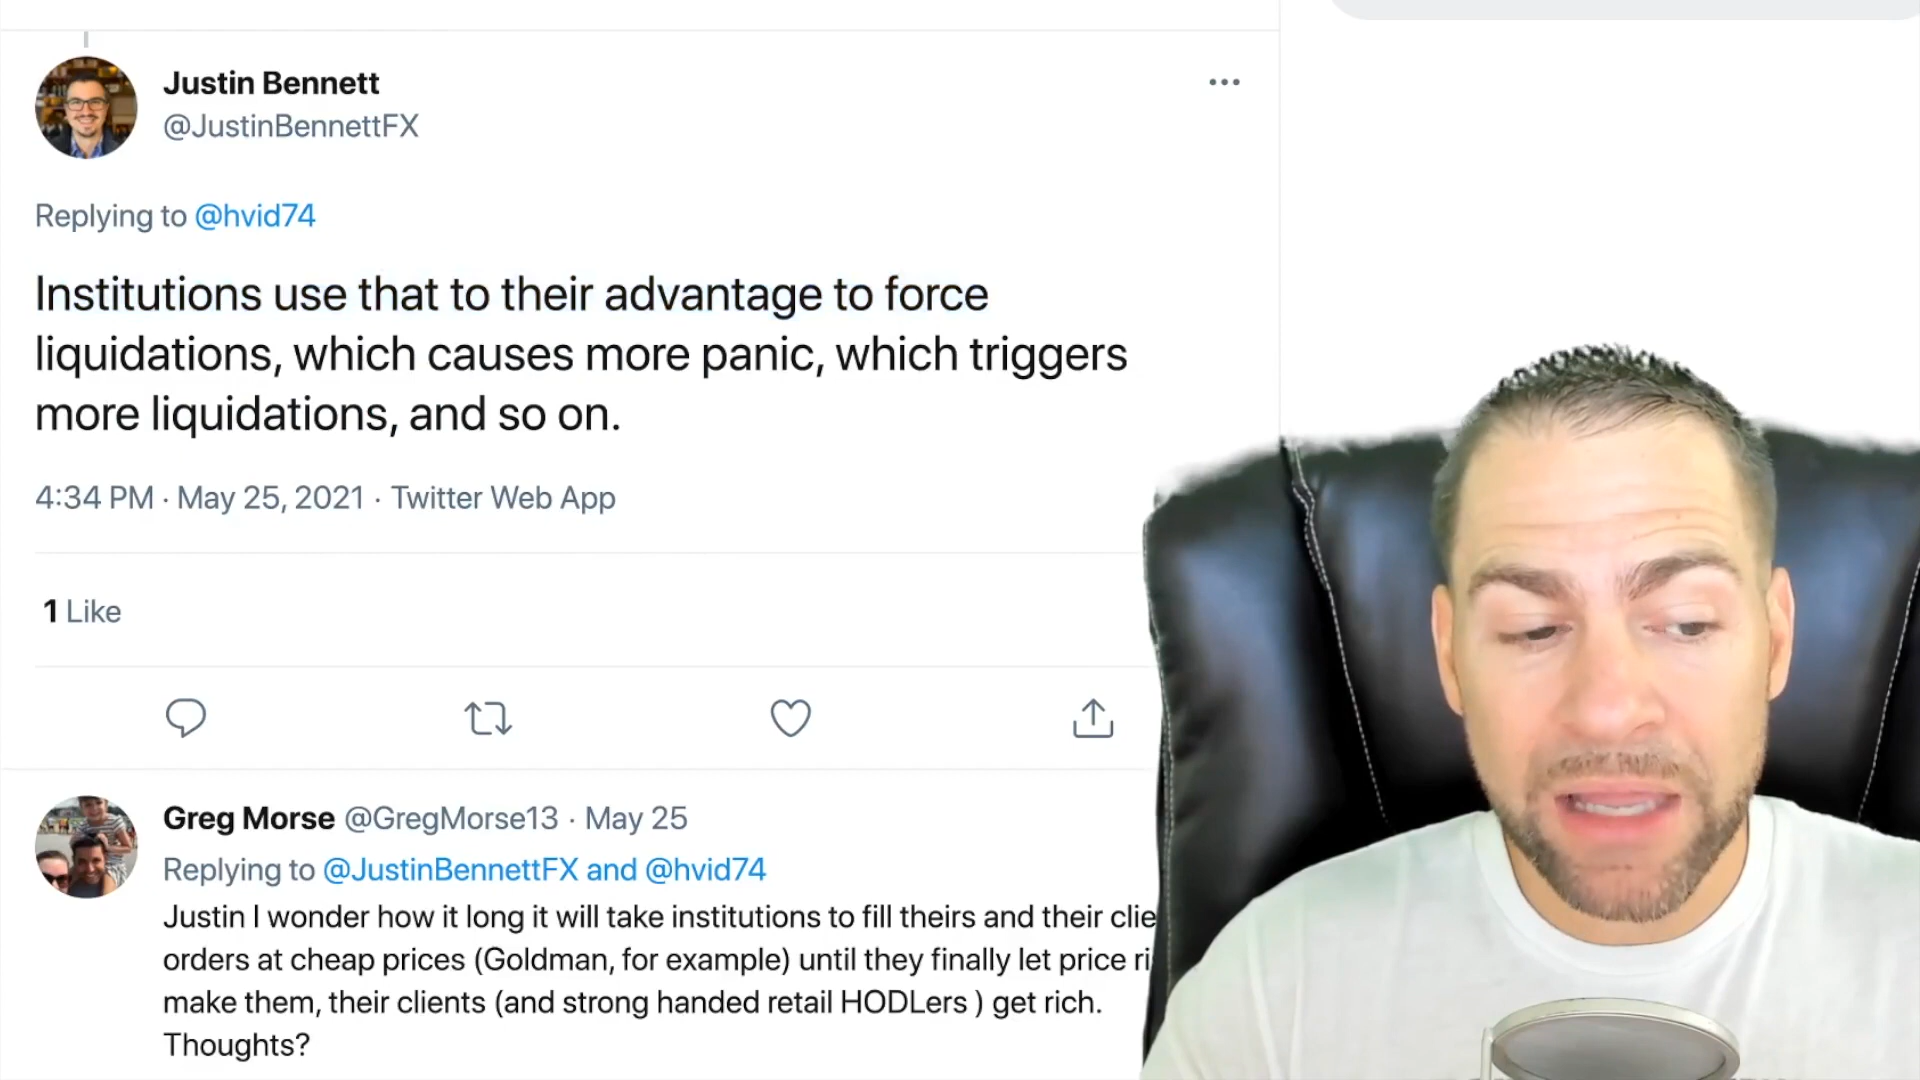 Justin Bennett
@JustinBennettFX
Replying to @hvid74
Institutions use that to their advantage to force
liquidations, which causes more panic, which triggers
more liquidations, and so on.
4:34 PM · May 25, 2021 · Twitter Web App
1 Like
Greg Morse @GregMorse13 · May 25
Replying to @JustinBennettFX and @hvid74
Justin I wonder how it long it will take institutions to fill theirs and their
orders at cheap prices (Goldman, for example) until they finally let price
make them, their clients (and strong handed retail HODLers ) get rich.
Thoughts?